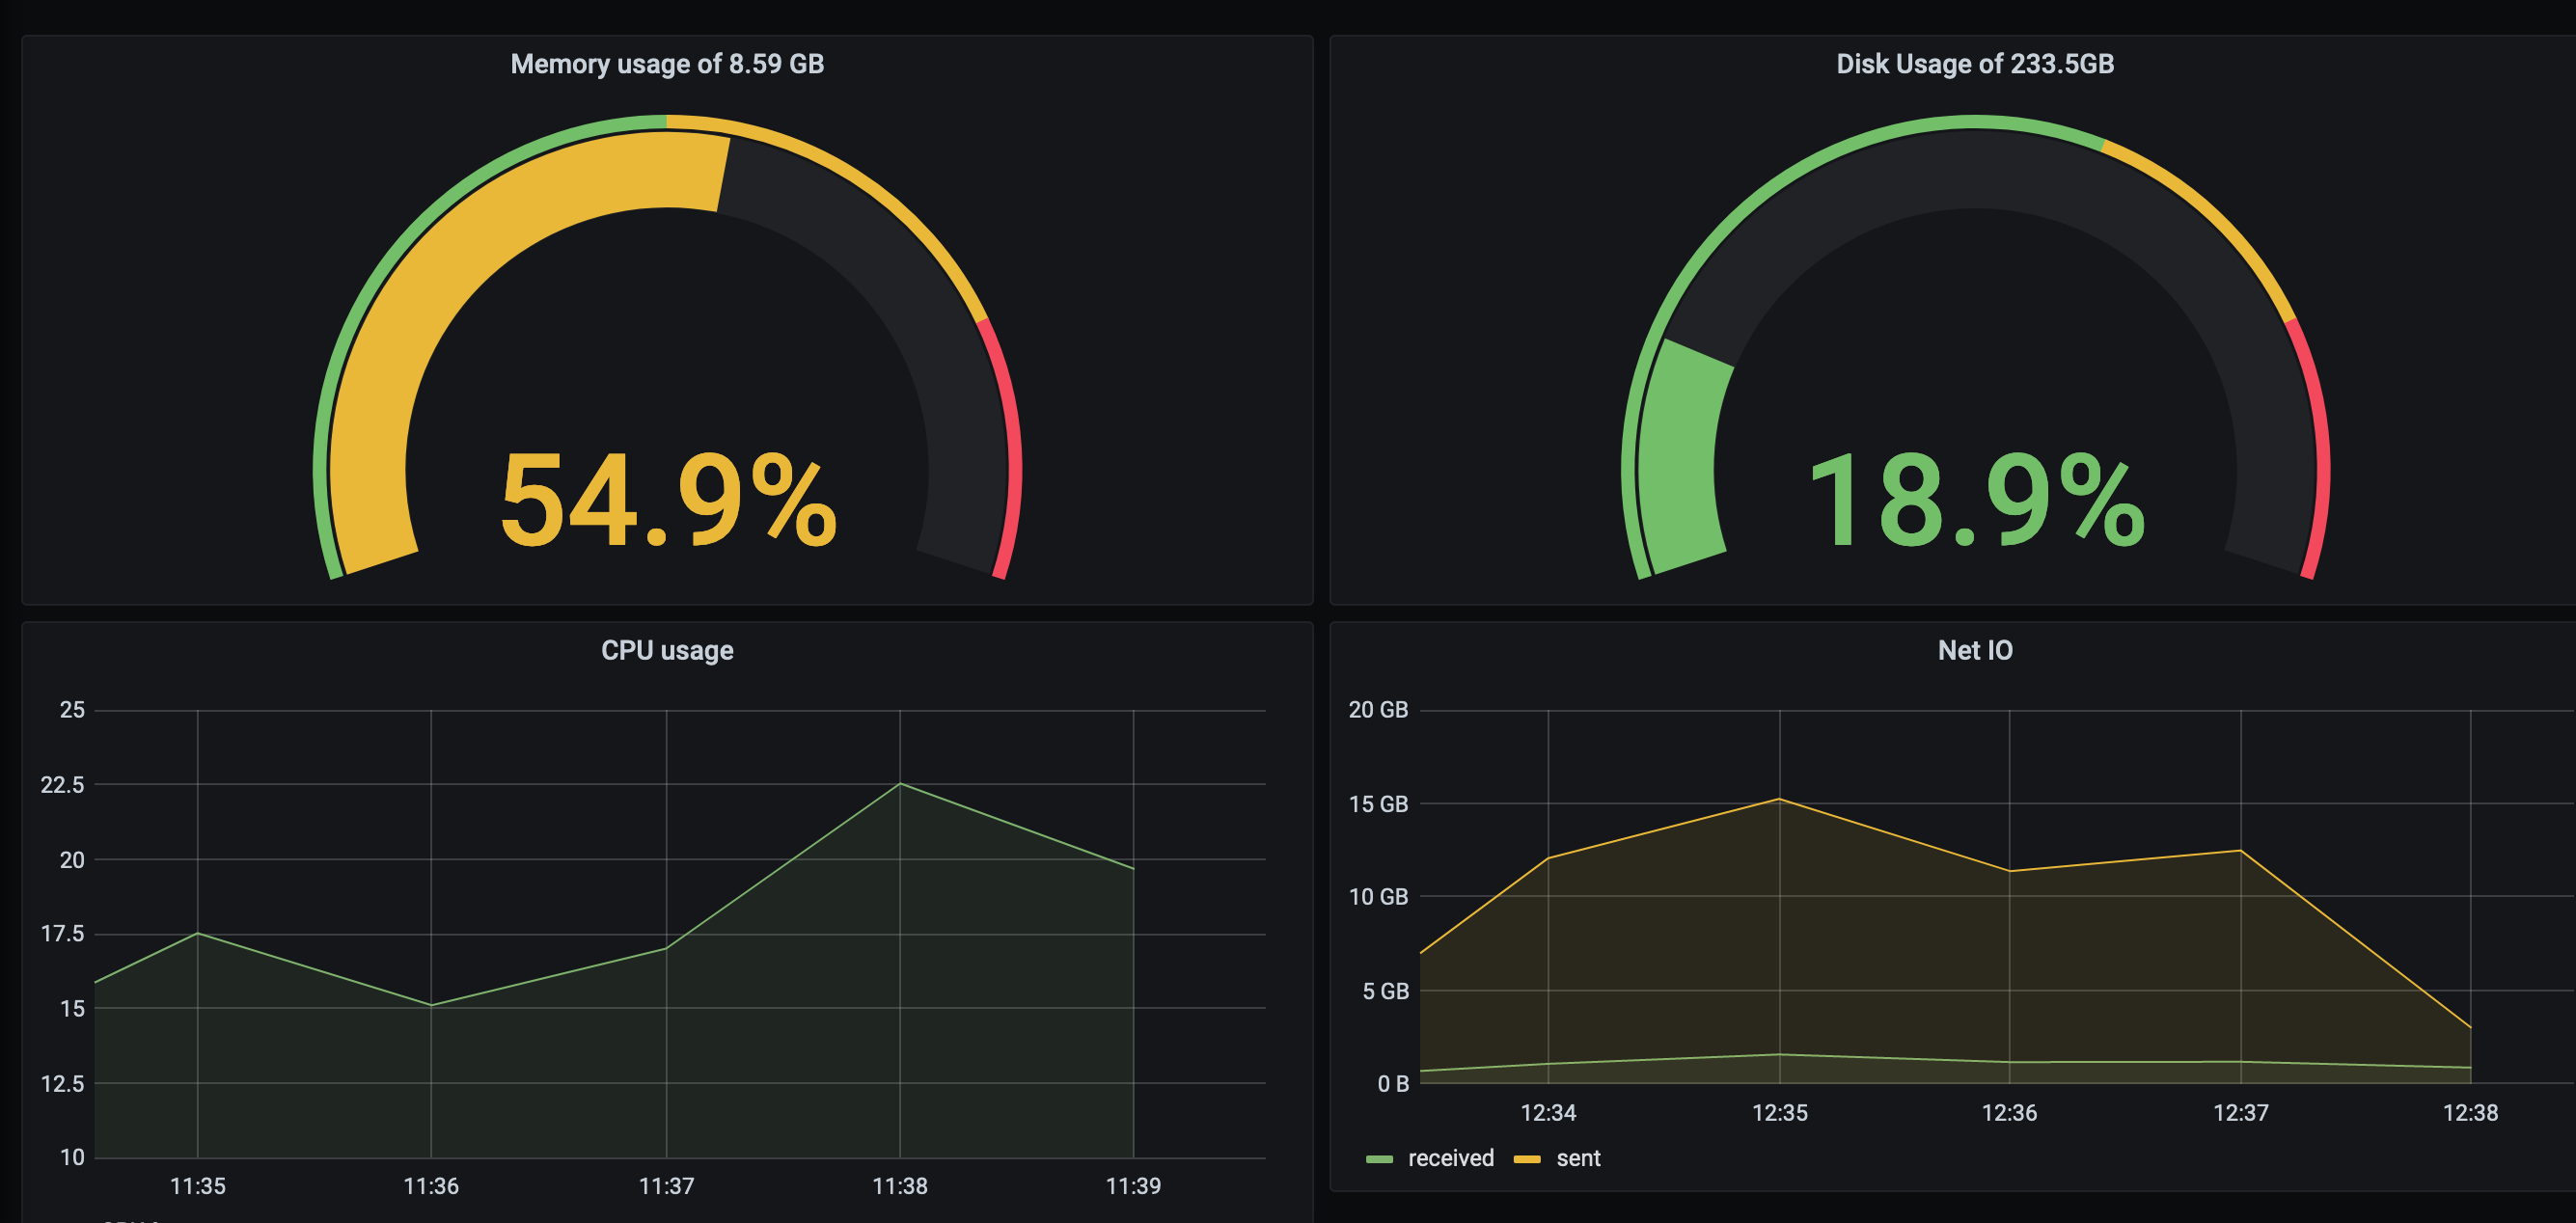 Memory usage of 8.59 GB
54.9%
Disk Usage of 233.5GB
18.9%
CPU usage
25
22.5
20
17.5
15
12.5
10
11:35 11:36 11:37 11:38 11:39
Net IO
20 GB
15 GB
10 GB
5 GB
0 B
12:34 12:35 12:36 12:37 12:38
received sent